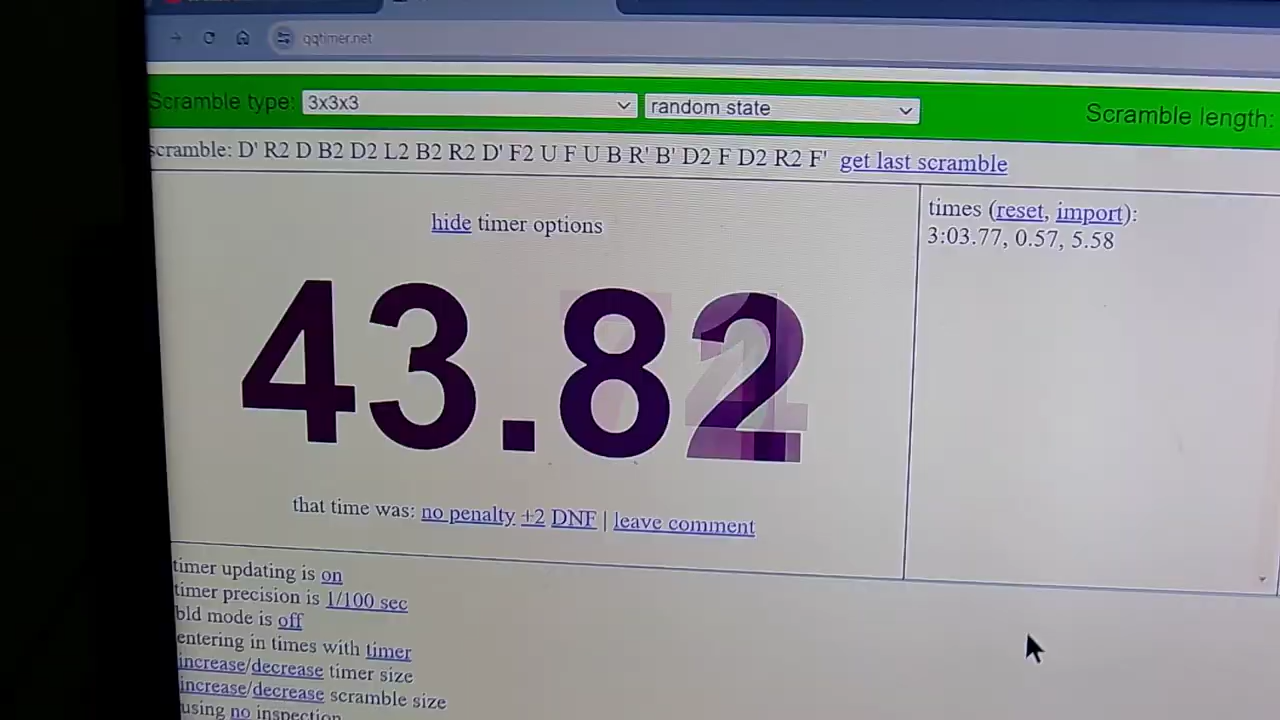 qqtimer.net
Scramble type: 3x3x3 random state Scramble length:
scramble: D' R2 D B2 D2 L2 B2 R2 D' F2 U F U B R' B' D2 F D2 R2 F' get last scramble
times (reset, import):
3:03.77, 0.57, 5.58
hide timer options
43.82
that time was: no penalty +2 DNF | leave comment
timer updating is on
timer precision is 1/100 sec
bld mode is off
entering in times with timer
increase/decrease timer size
increase/decrease scramble size
using no inspection